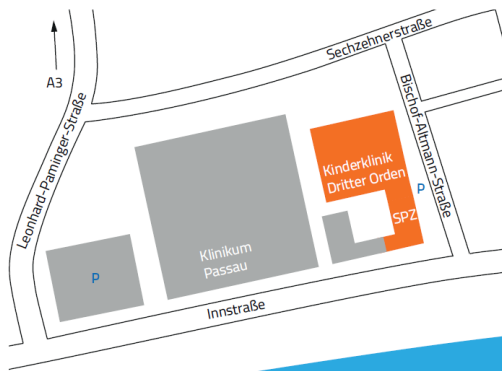 Sechzehnerstraße
A3
Leonhard-Paminger-Straße
Bischof-Altmann-Straße
Kinderklinik
Dritter Orden
P
SPZ
Klinikum
Passau
P
Innstraße